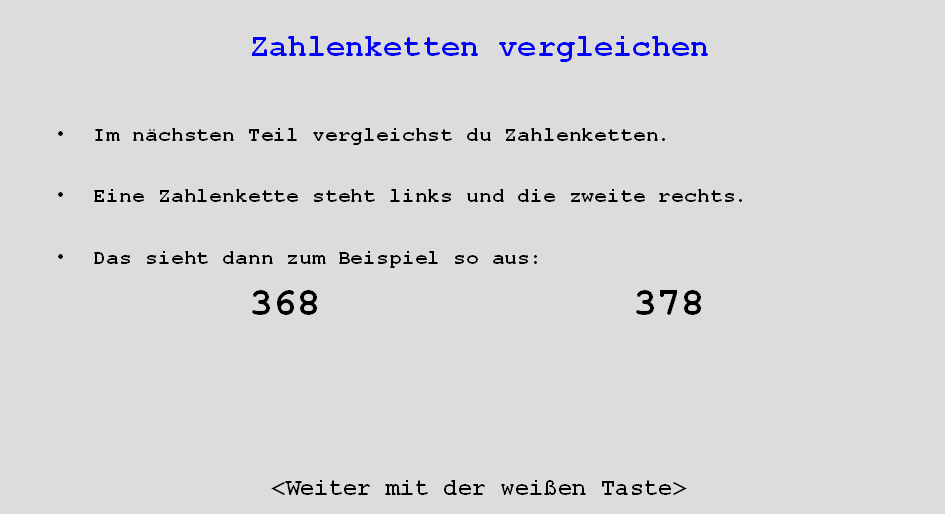 Zahlenketten vergleichen
• Im nächsten Teil vergleichst du Zahlenketten.
• Eine Zahlenkette steht links und die zweite rechts.
• Das sieht dann zum Beispiel so aus:
368 378
<Weiter mit der weißen Taste>